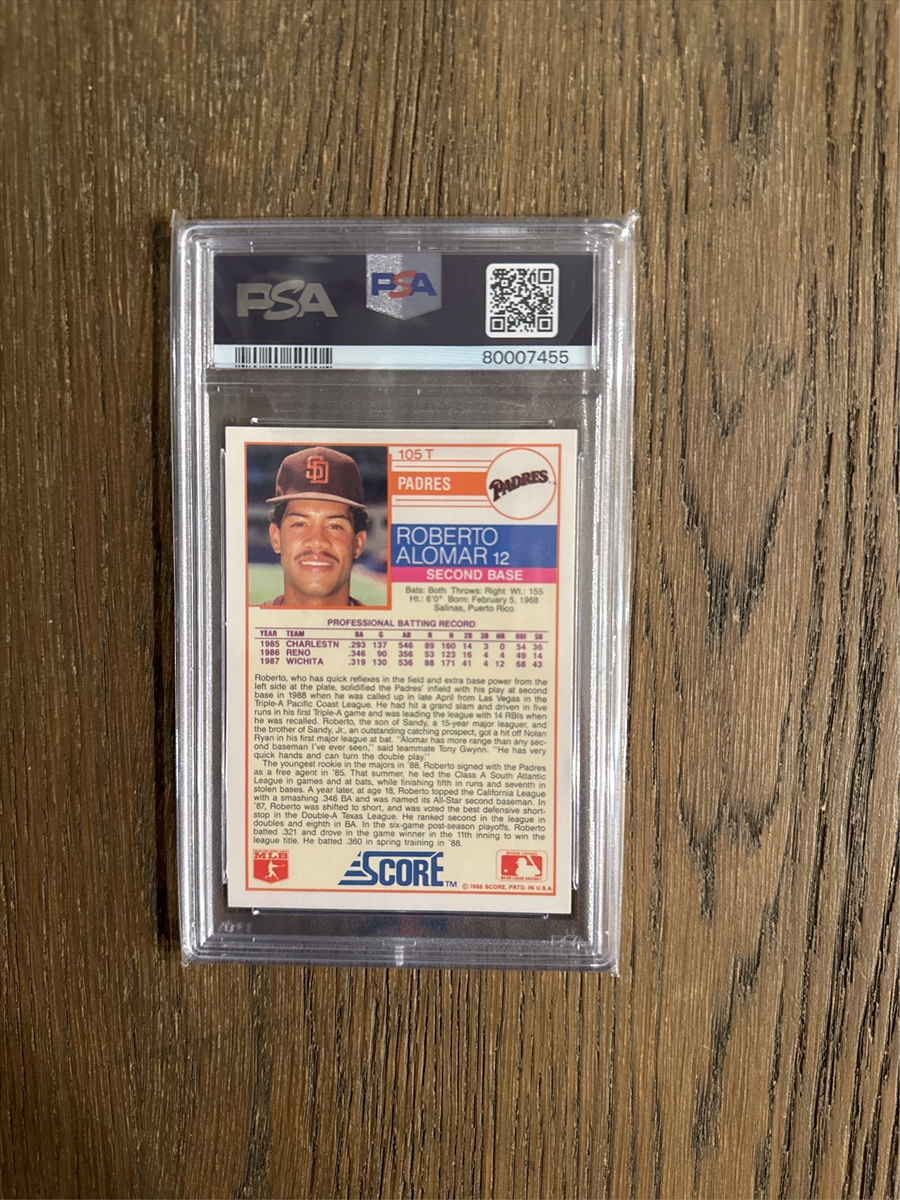 PSA
PSA
80007455
105 T
PADRES
PADRES
SD
ROBERTO
ALOMAR 12
SECOND BASE
Bats: Both Throws: Right Wt.: 155
Ht.: 6'0" Born: February 5, 1968
Salinas, Puerto Rico
PROFESSIONAL BATTING RECORD
YEAR TEAM BA G AB R H 2B 3B HR RBI SB
1985 CHARLESTN .293 137 546 89 160 14 3 0 54 36
1986 RENO .346 90 356 53 123 16 4 4 49 14
1987 WICHITA .319 130 536 88 171 41 4 12 68 43
Roberto, who has quick reflexes in the field and extra base power from the
left side at the plate, solidified the Padres' infield with his play at second
base in 1988 when he was called up in late April from Las Vegas in the
Triple-A Pacific Coast League. He had hit a grand slam and driven in five
runs in his first Triple-A game and was leading the league with 14 RBIs when
he was recalled. Roberto, the son of Sandy, a 15-year major leaguer, and
the brother of Sandy, Jr., an outstanding catching prospect, got a hit off Nolan
Ryan in his first major league at bat. "Alomar has more range than any sec-
ond baseman I've ever seen," said teammate Tony Gwynn. "He has very
quick hands and can turn the double play."
The youngest rookie in the majors in '88, Roberto signed with the Padres
as a free agent in '85. That summer, he led the Class A South Atlantic
League in games and at bats, while finishing fifth in runs and seventh in
stolen bases. A year later, at age 18, Roberto topped the California League
with a smashing .346 BA and was named its All-Star second baseman. In
'87, Roberto was shifted to short, and was voted the best defensive short-
stop in the Double-A Texas League. He ranked second in the league in
doubles and eighth in BA. In the six-game post-season playoffs, Roberto
batted .321 and drove in the game winner in the 11th inning to win the
league title. He batted .360 in spring training in '88.
MLB
SCORE TM
© 1988 SCORE, PRTD. IN U.S.A.
MAJOR LEAGUE BASEBALL